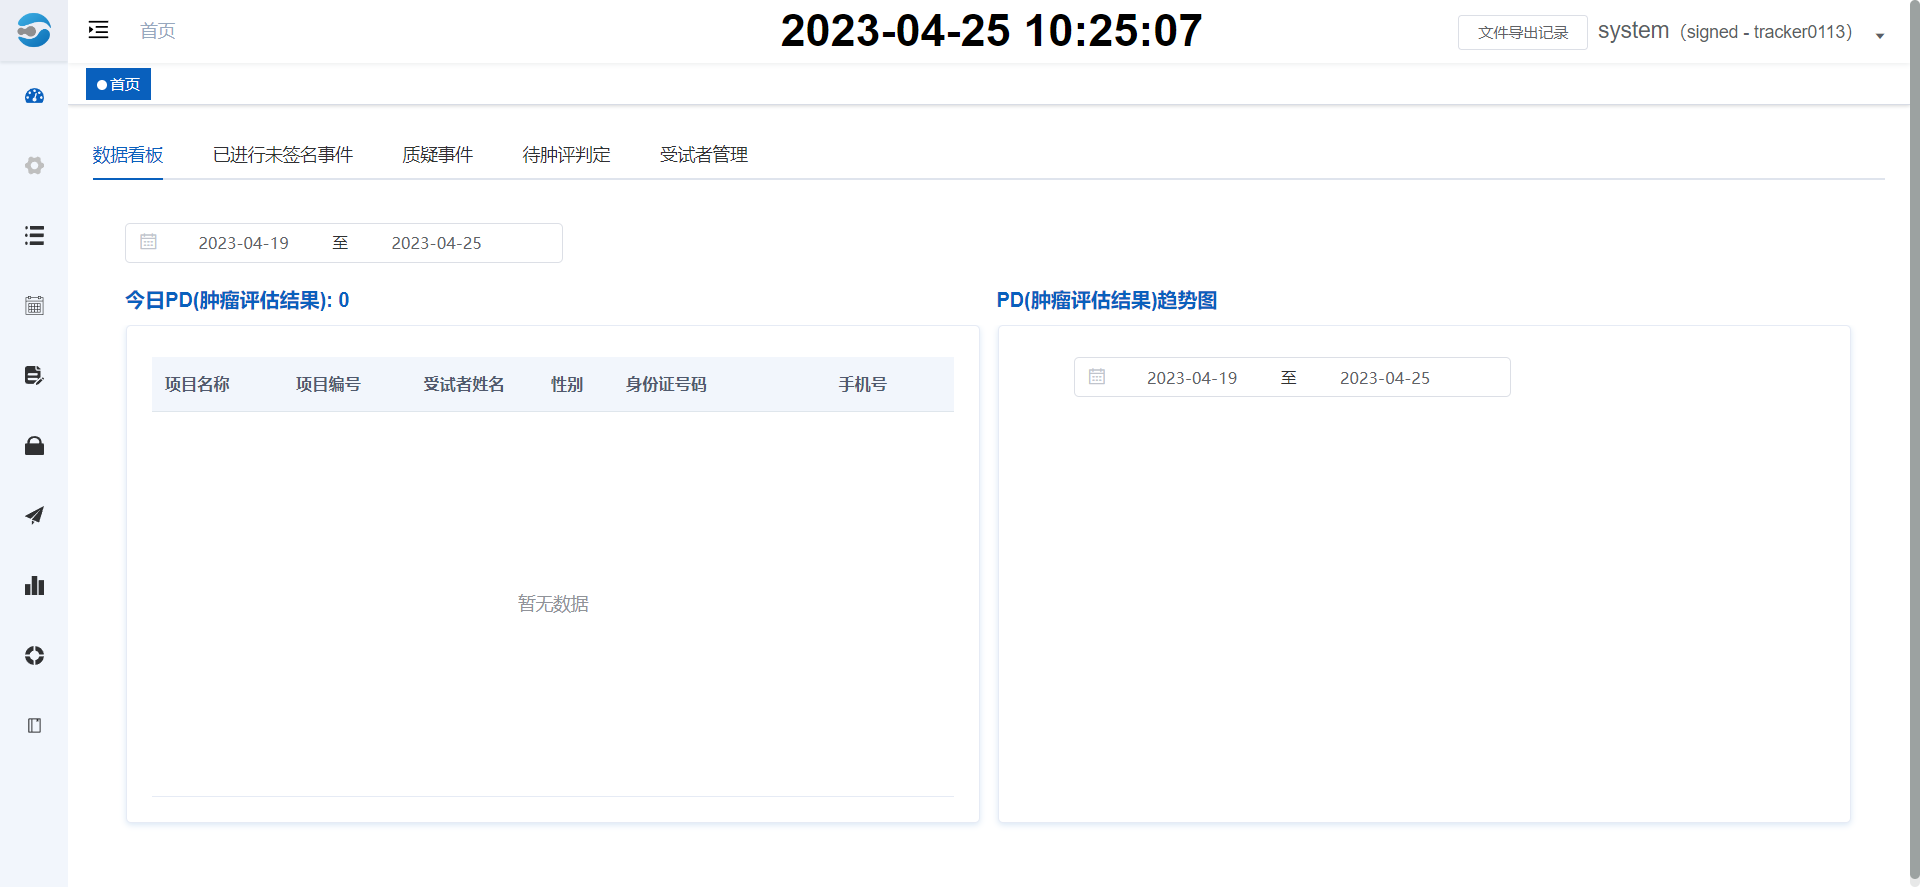 首页
2023-04-25 10:25:07
文件导出记录
system（signed - tracker0113）
首页
数据看板
已进行未签名事件
质疑事件
待肿评判定
受试者管理
2023-04-19 至 2023-04-25
今日PD(肿瘤评估结果): 0
项目名称 项目编号 受试者姓名 性别 身份证号码 手机号
暂无数据
PD(肿瘤评估结果)趋势图
2023-04-19 至 2023-04-25